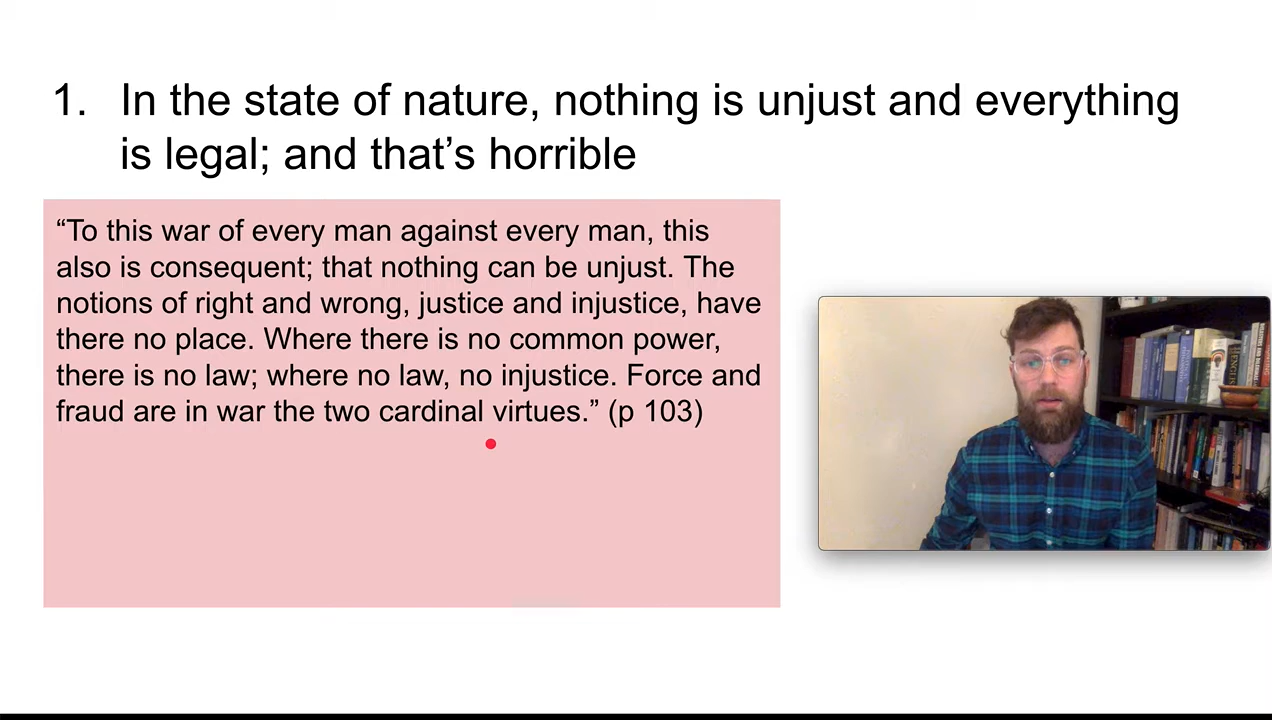 1. In the state of nature, nothing is unjust and everything
is legal; and that’s horrible
“To this war of every man against every man, this
also is consequent; that nothing can be unjust. The
notions of right and wrong, justice and injustice, have
there no place. Where there is no common power,
there is no law; where no law, no injustice. Force and
fraud are in war the two cardinal virtues.” (p 103)